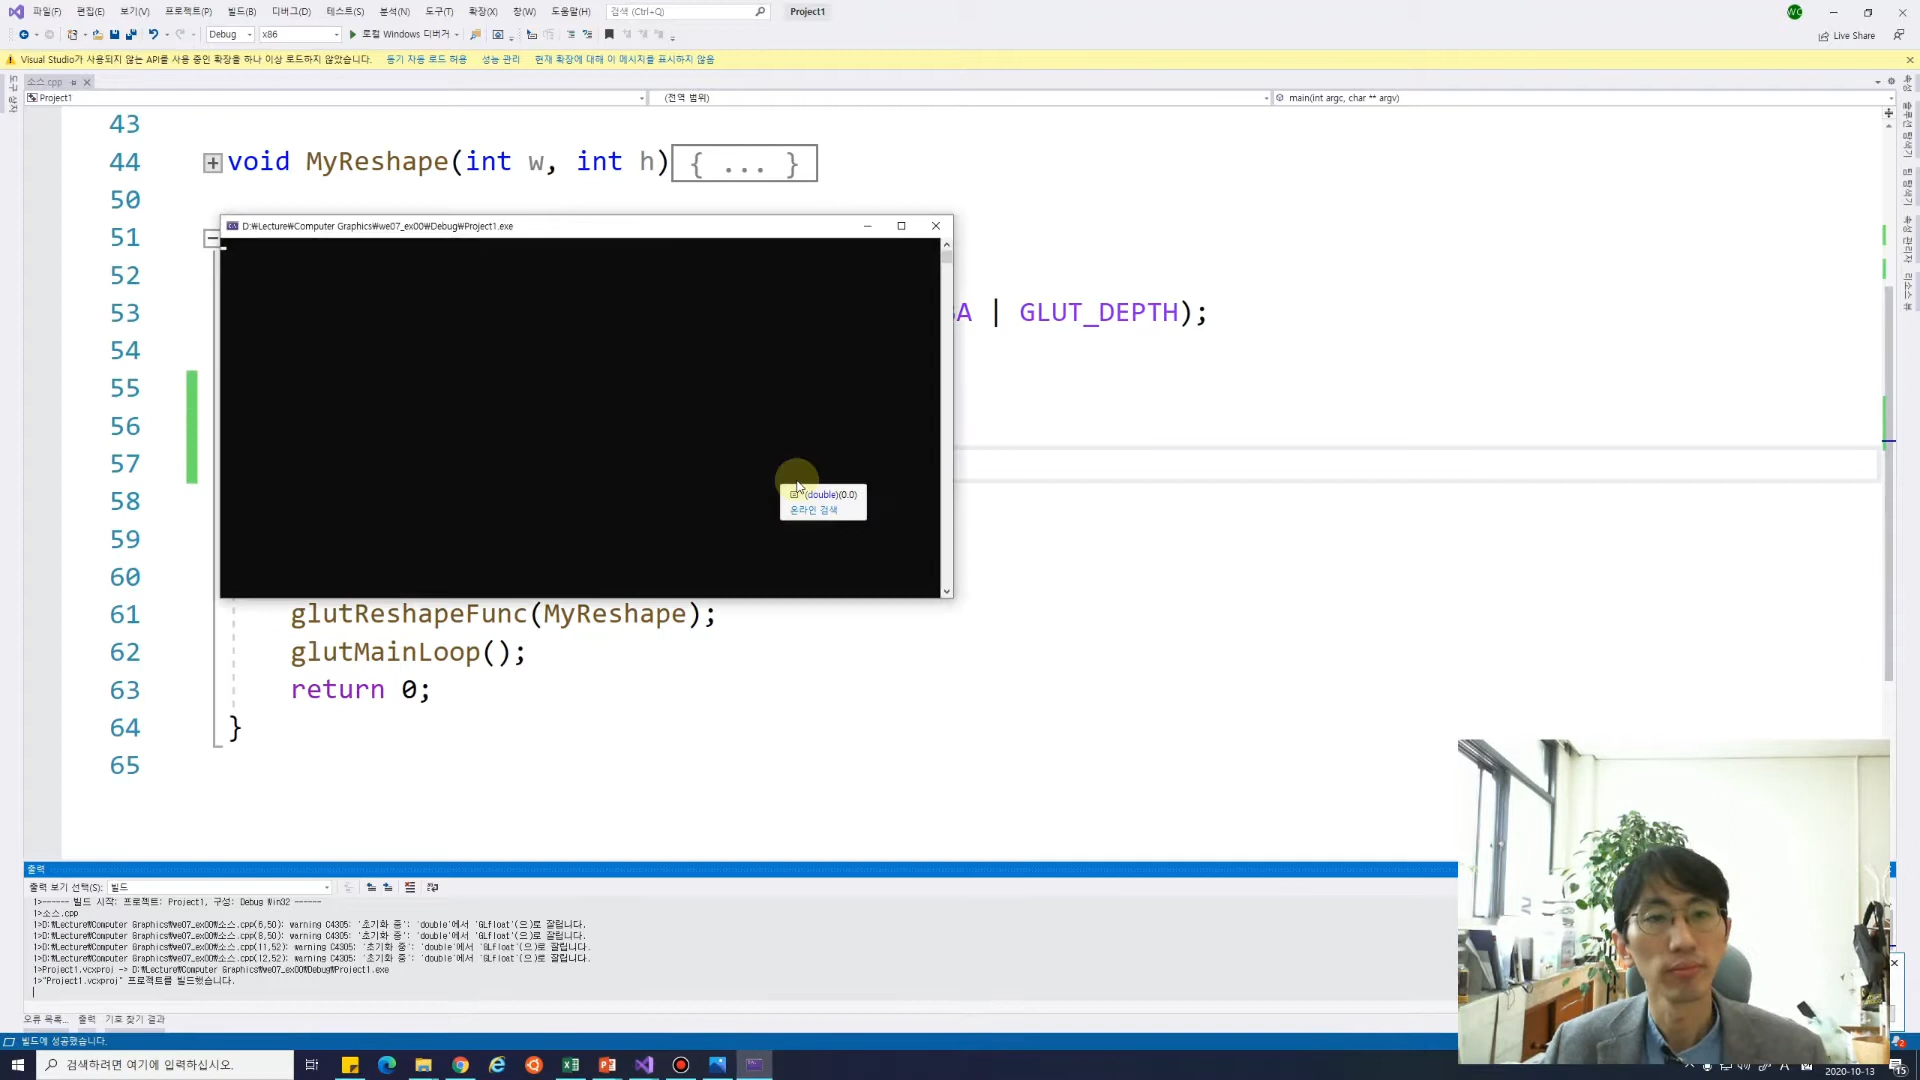 파일(F) 편집(E) 보기(V) 프로젝트(P) 빌드(B) 디버그(D) 테스트(S) 분석(N) 도구(T) 확장(X) 창(W) 도움말(H) 검색 (Ctrl+Q) Project1 WC
Debug x86 로컬 Windows 디버거 Live Share
Visual Studio가 사용되지 않는 API를 사용 중인 확장을 하나 이상 로드하지 않았습니다. 동기 자동 로드 허용 성능 관리 현재 확장에 대해 이 메시지를 표시하지 않음
소스.cpp
Project1 (전역 범위) main(int argc, char ** argv)
43
44 void MyReshape(int w, int h){ ... }
50
D:₩Lecture₩Computer Graphics₩we07_ex00₩Debug₩Project1.exe
51
52
53 A | GLUT_DEPTH);
54
55
56
57
(double)(0.0)
온라인 검색
58
59
60
61 glutReshapeFunc(MyReshape);
62 glutMainLoop();
63 return 0;
64 }
65
출력
출력 보기 선택(S): 빌드
1>------ 빌드 시작: 프로젝트: Project1, 구성: Debug Win32 ------
1>소스.cpp
1>D:₩Lecture₩Computer Graphics₩we07_ex00₩소스.cpp(6,50): warning C4305: '초기화 중': 'double'에서 'GLfloat'(으)로 잘립니다.
1>D:₩Lecture₩Computer Graphics₩we07_ex00₩소스.cpp(8,50): warning C4305: '초기화 중': 'double'에서 'GLfloat'(으)로 잘립니다.
1>D:₩Lecture₩Computer Graphics₩we07_ex00₩소스.cpp(11,52): warning C4305: '초기화 중': 'double'에서 'GLfloat'(으)로 잘립니다.
1>D:₩Lecture₩Computer Graphics₩we07_ex00₩소스.cpp(12,52): warning C4305: '초기화 중': 'double'에서 'GLfloat'(으)로 잘립니다.
1>Project1.vcxproj -> D:₩Lecture₩Computer Graphics₩we07_ex00₩Debug₩Project1.exe
1>"Project1.vcxproj" 프로젝트를 빌드했습니다.
오류 목록... 출력 기호 찾기 결과
빌드에 성공했습니다.
검색하려면 여기에 입력하십시오.
A
2020-10-13
15